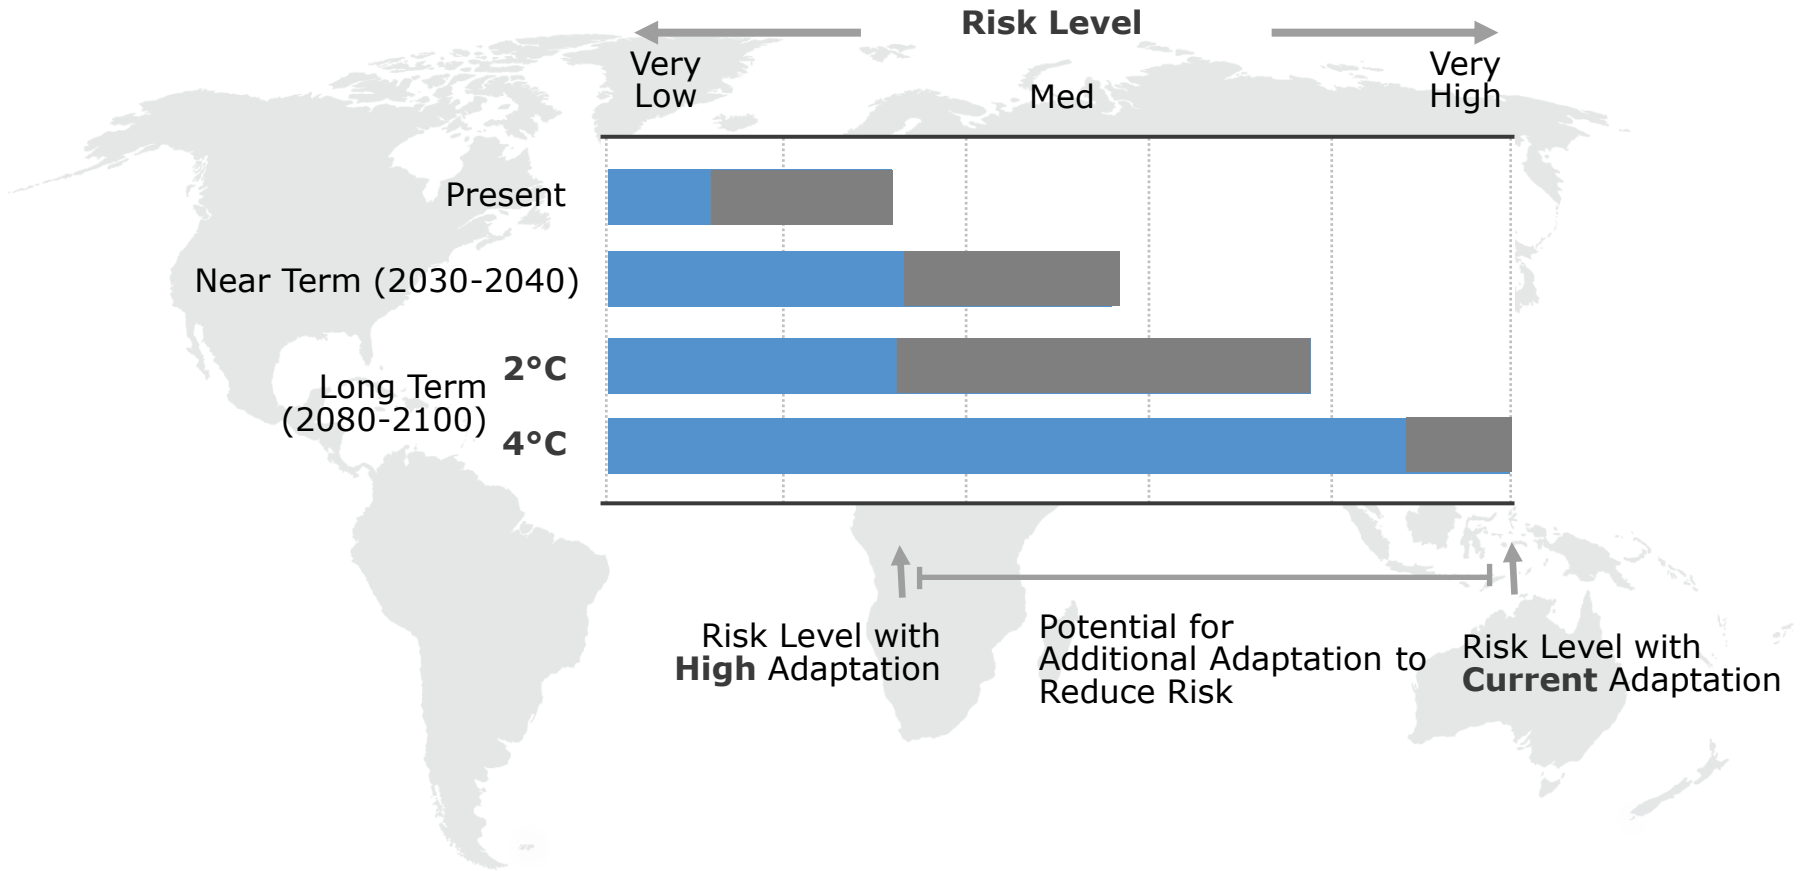 Risk Level
Very
Low
Med
Very
High
Present
Near Term (2030-2040)
Long Term
(2080-2100)
2°C
4°C
Risk Level with
High Adaptation
Potential for
Additional Adaptation to
Reduce Risk
Risk Level with
Current Adaptation